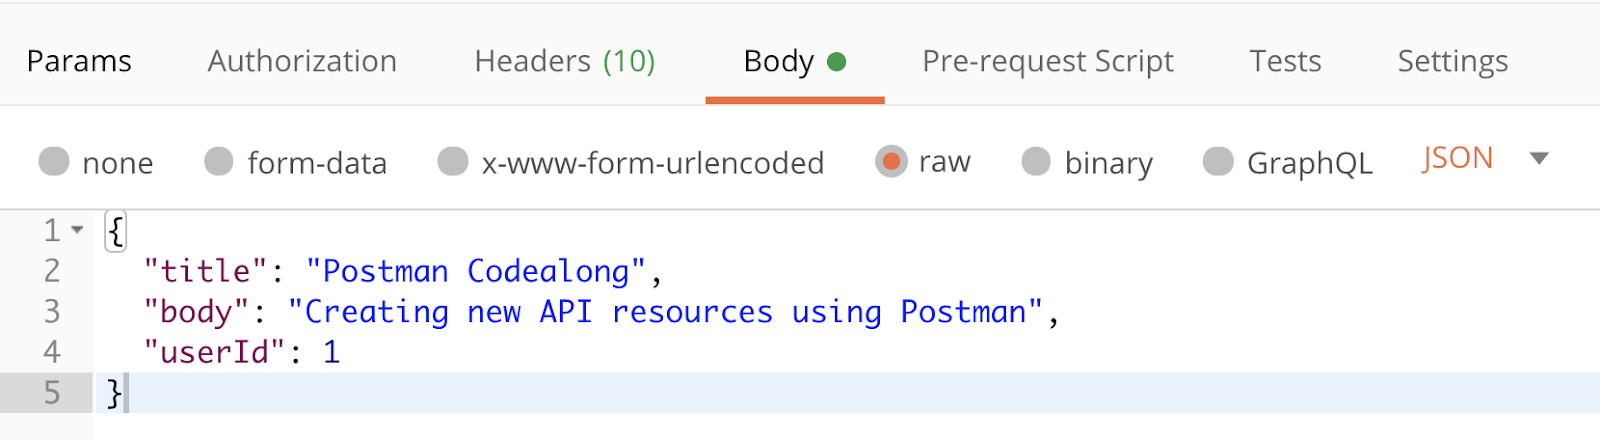 Params Authorization Headers (10) Body Pre-request Script Tests Settings
none form-data x-www-form-urlencoded raw binary GraphQL JSON
1 {
2 "title": "Postman Codealong",
3 "body": "Creating new API resources using Postman",
4 "userId": 1
5 }